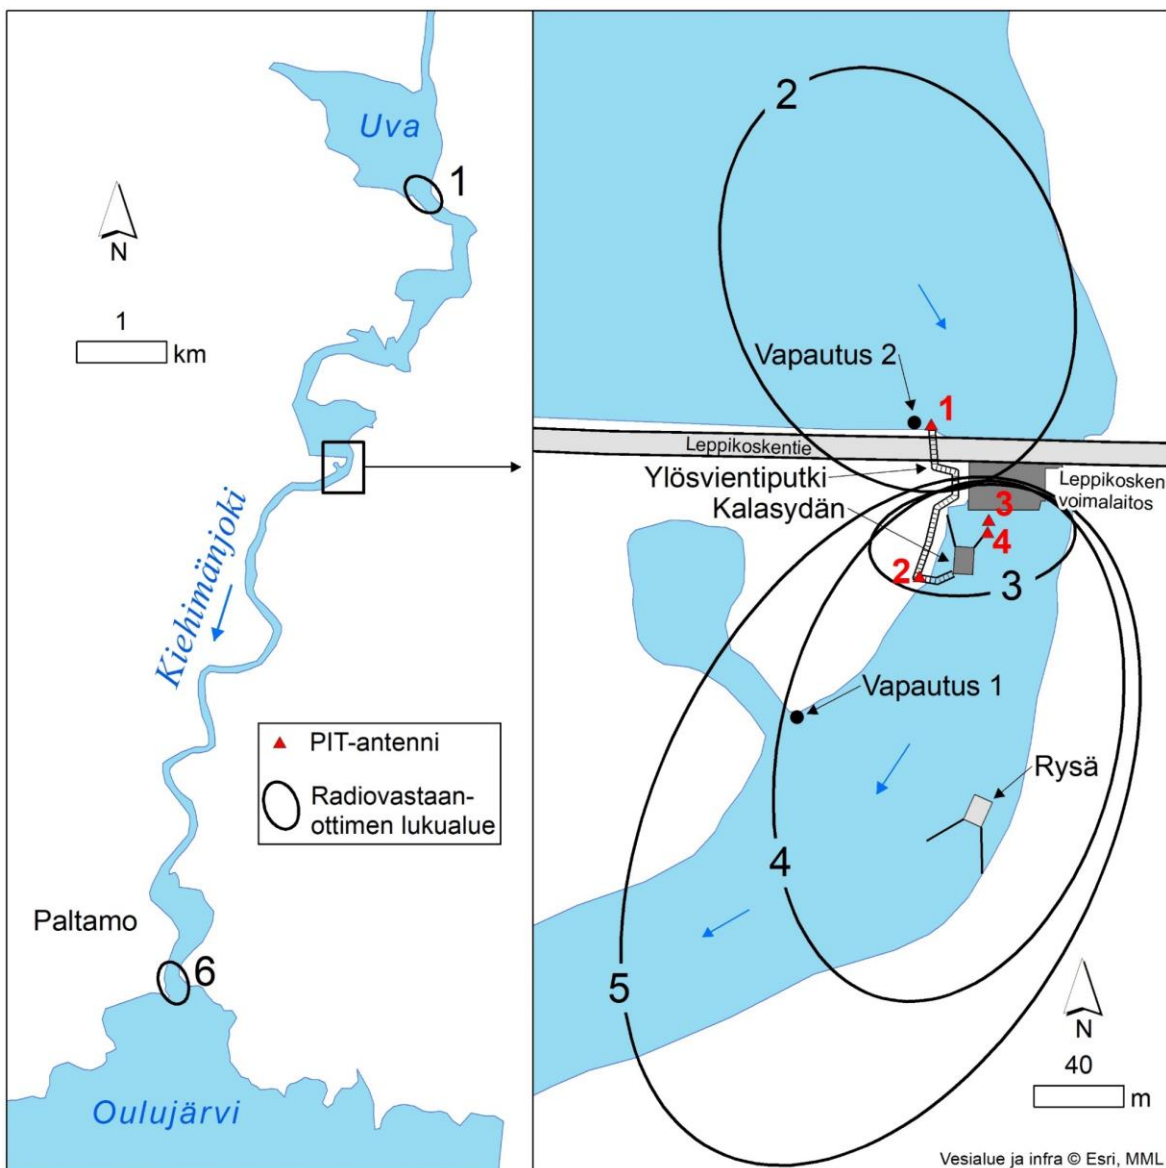 Uva
1
N
1
km
Kiehimänjoki
PIT-antenni
Radiovastaan-
ottimen lukualue
Paltamo
6
Oulujärvi
2
Vapautus 2
1
Leppikoskentie
Ylösvientiputki
Kalasydän
Leppikosken
voimalaitos
3
4
2
3
Vapautus 1
Rysä
4
5
N
40
m
Vesialue ja infra © Esri, MML